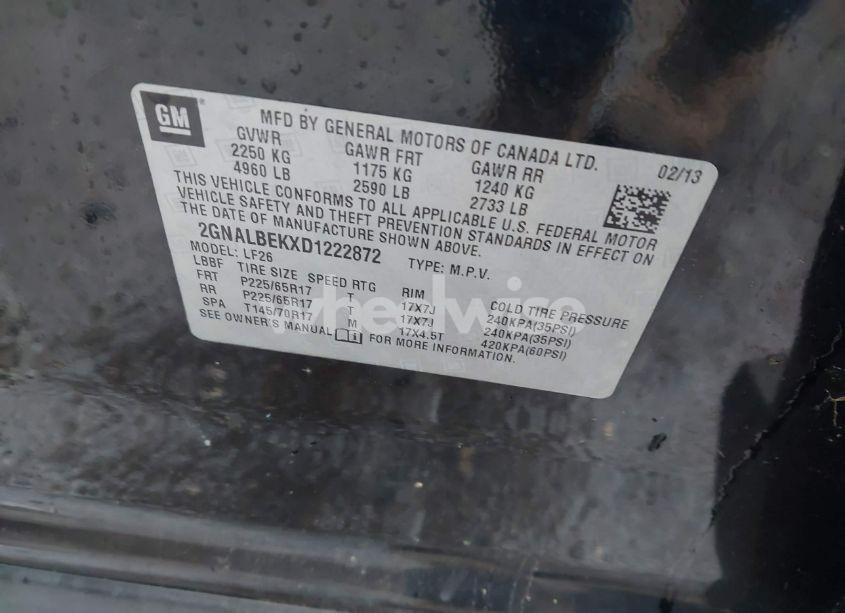 GM
MFD BY GENERAL MOTORS OF CANADA LTD. 02/13
GVWR GAWR FRT GAWR RR
2250 KG 1175 KG 1240 KG
4960 LB 2590 LB 2733 LB
THIS VEHICLE CONFORMS TO ALL APPLICABLE U.S. FEDERAL MOTOR
VEHICLE SAFETY AND THEFT PREVENTION STANDARDS IN EFFECT ON
THE DATE OF MANUFACTURE SHOWN ABOVE.
2GNALBEKXD1222872 TYPE: M.P.V.
MODEL: LF26
LBBF TIRE SIZE SPEED RTG RIM COLD TIRE PRESSURE
FRT P225/65R17 T 17X7J 240KPA(35PSI)
RR P225/65R17 T 17X7J 240KPA(35PSI)
SPA T145/70R17 M 17X4.5T 420KPA(60PSI)
SEE OWNER'S MANUAL FOR MORE INFORMATION.
wheelwire